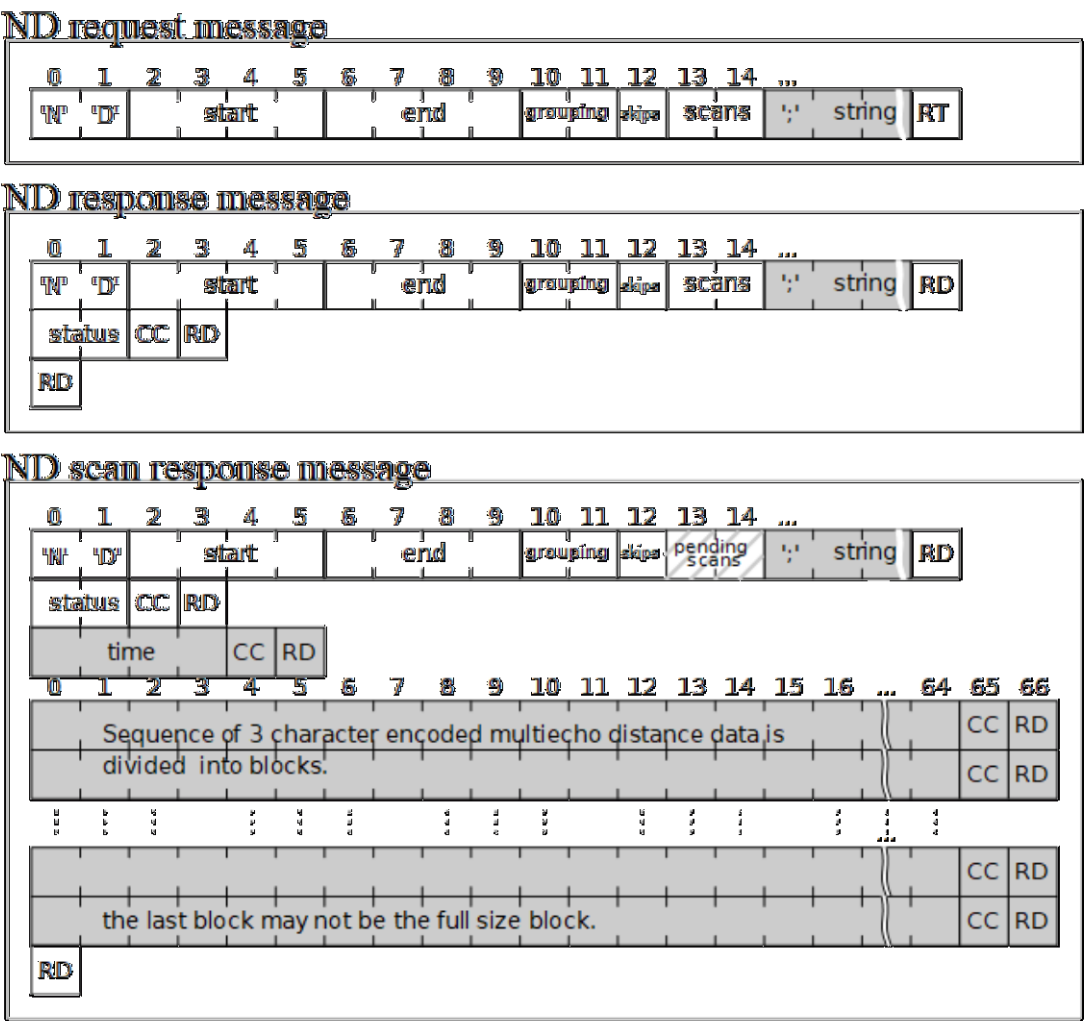 ND request message
0 1 2 3 4 5 6 7 8 9 10 11 12 13 14 ...
'N' 'D' start end grouping skips scans ';' string RT
ND response message
0 1 2 3 4 5 6 7 8 9 10 11 12 13 14 ...
'N' 'D' start end grouping skips scans ';' string RD
status CC RD
RD
ND scan response message
0 1 2 3 4 5 6 7 8 9 10 11 12 13 14 ...
'N' 'D' start end grouping skips pending scans ';' string RD
status CC RD
time CC RD
0 1 2 3 4 5 6 7 8 9 10 11 12 13 14 15 16 ... 64 65 66
Sequence of 3 character encoded multiecho distance data is CC RD
divided into blocks. CC RD
...
CC RD
the last block may not be the full size block. CC RD
RD